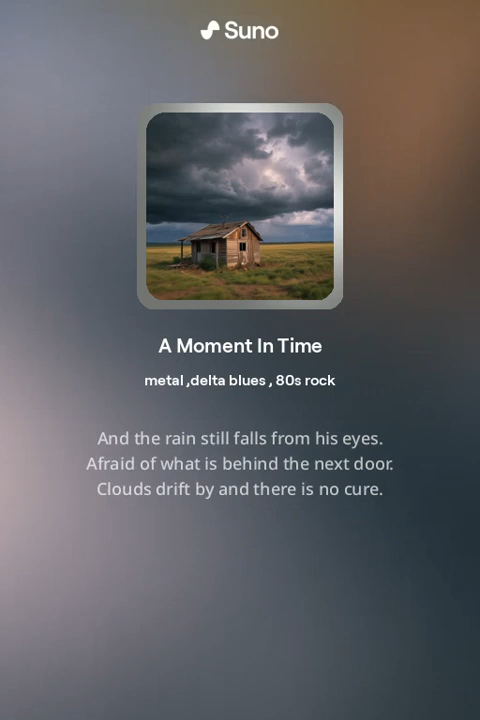 Suno
A Moment In Time
metal ,delta blues , 80s rock
And the rain still falls from his eyes.
Afraid of what is behind the next door.
Clouds drift by and there is no cure.